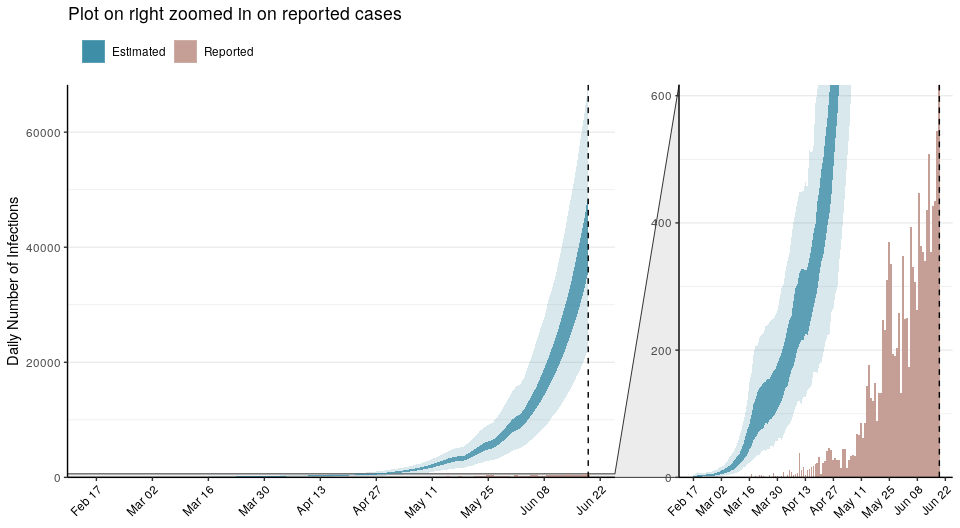 Plot on right zoomed in on reported cases
Estimated Reported
Daily Number of Infections
60000
40000
20000
0
Feb 17 Mar 02 Mar 16 Mar 30 Apr 13 Apr 27 May 11 May 25 Jun 08 Jun 22
600
400
200
0
Feb 17 Mar 02 Mar 16 Mar 30 Apr 13 Apr 27 May 11 May 25 Jun 08 Jun 22